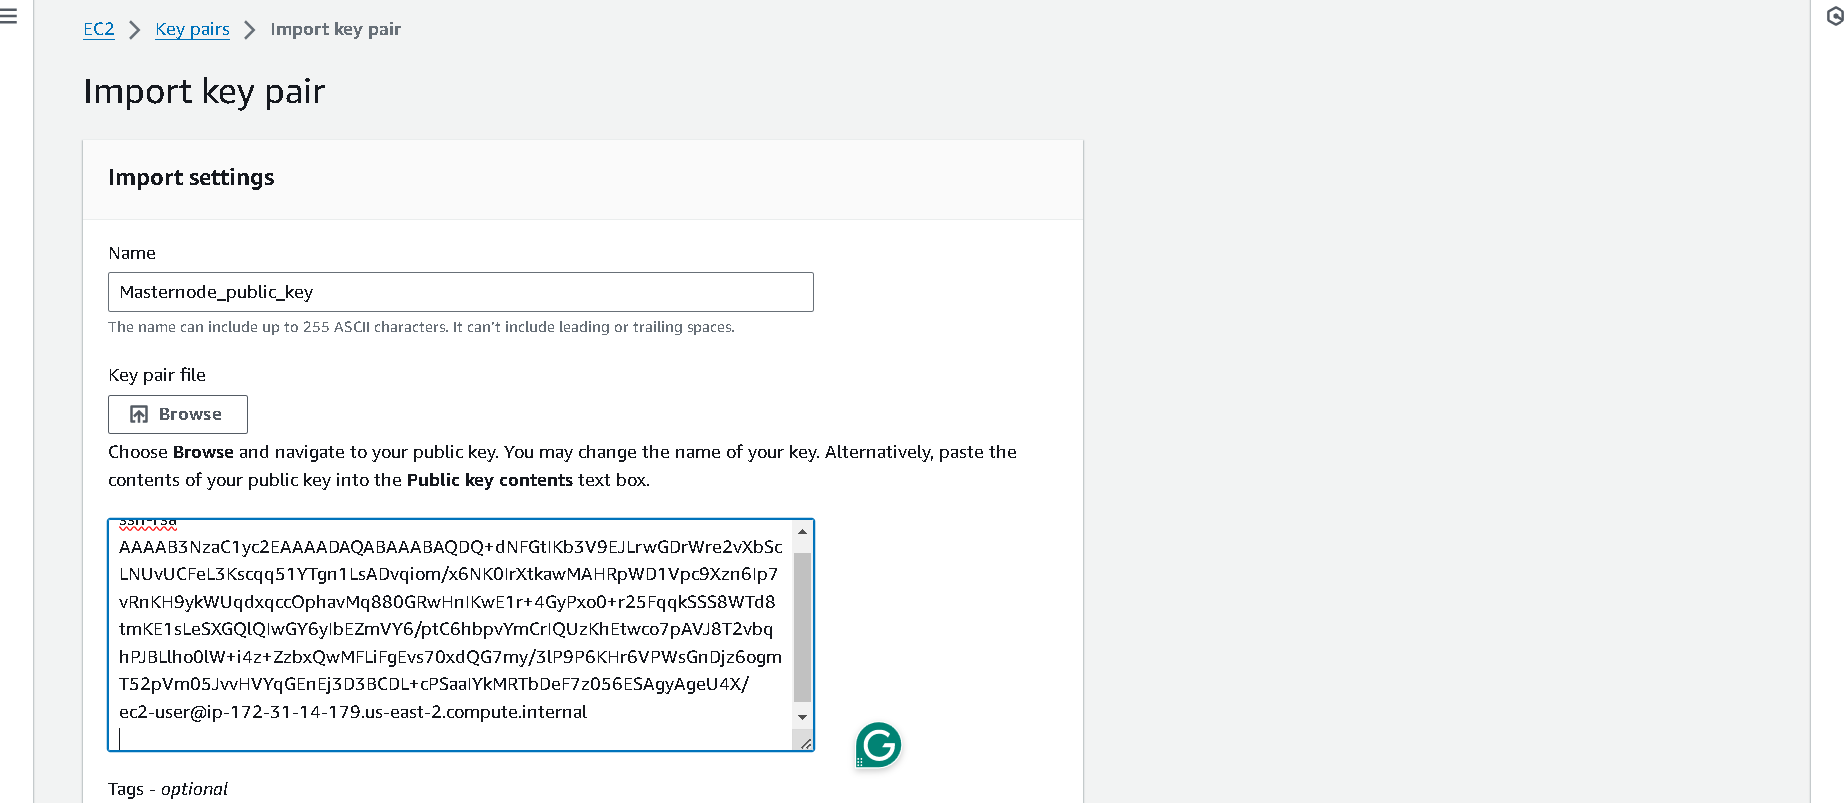 EC2 > Key pairs > Import key pair
Import key pair
Import settings
Name
Masternode_public_key
The name can include up to 255 ASCII characters. It can't include leading or trailing spaces.
Key pair file
Browse
Choose Browse and navigate to your public key. You may change the name of your key. Alternatively, paste the
contents of your public key into the Public key contents text box.
ssh-rsa
AAAAB3NzaC1yc2EAAAADAQABAAABAQDQ+dNFGtIKb3V9EJLrwGDrWre2vXbSc
LNUvUCFeL3Kscqq51YTgn1LsADvqiom/x6NK0IrXtkawMAHRpWD1Vpc9Xzn6Ip7
vRnKH9ykWUqdxqccOphavMq880GRwHnIKwE1r+4GyPxo0+r25FqqkSSS8WTd8
tmKE1sLeSXGQlQIwGY6yIbEZmVY6/ptC6hbpvYmCrIQUzKhEtwco7pAVJ8T2vbq
hPJBLlho0lW+i4z+ZzbxQwMFLiFgEvs70xdQG7my/3lP9P6KHr6VPWsGnDjz6ogm
T52pVm05JvvHVYqGEnEj3D3BCDL+cPSaaIYkMRTbDeF7z056ESAgyAgeU4X/
ec2-user@ip-172-31-14-179.us-east-2.compute.internal
Tags - optional